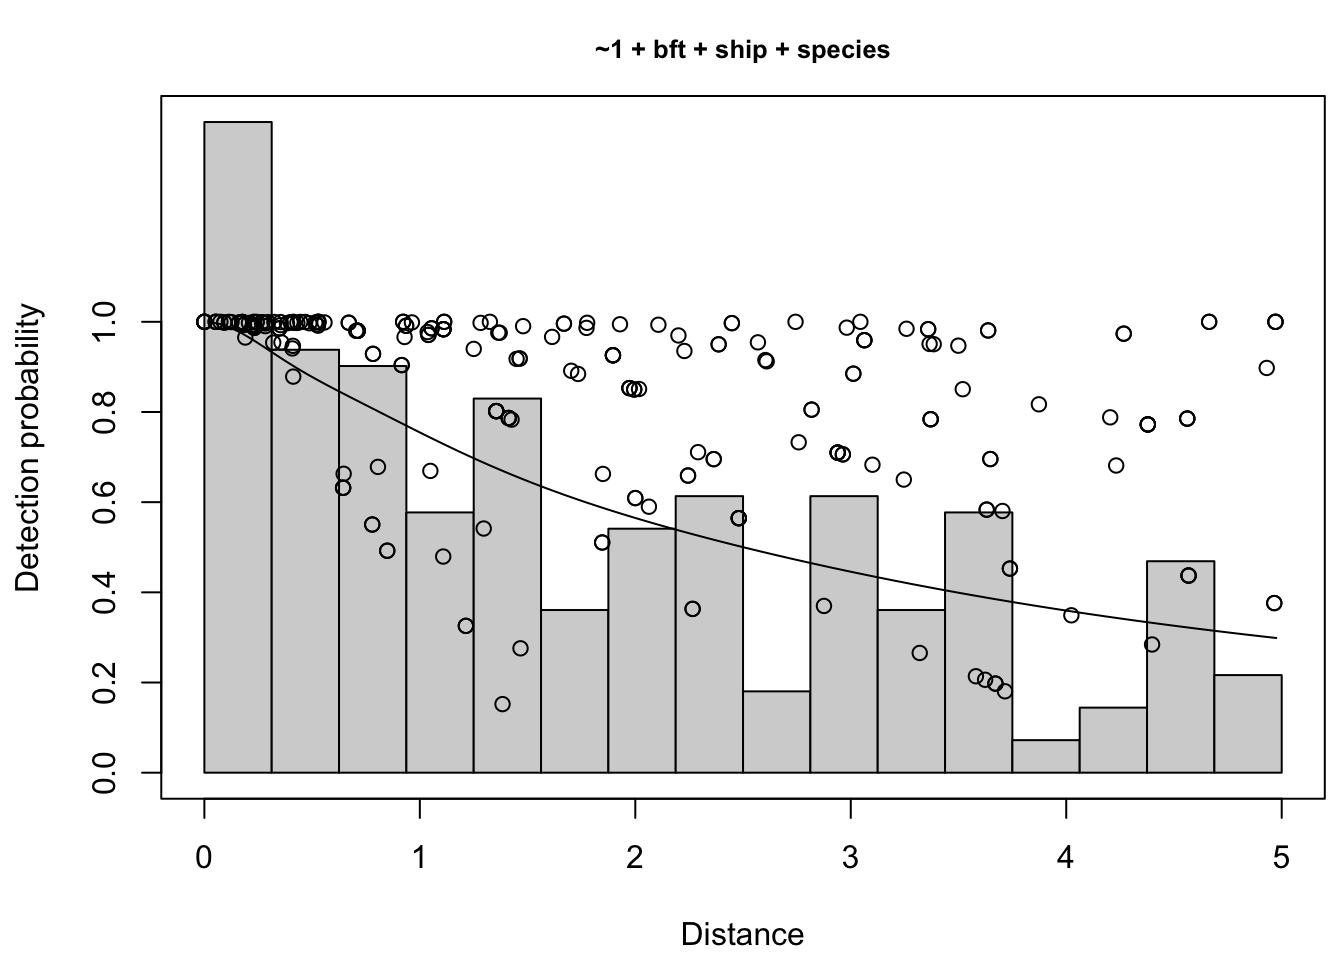 ~1 + bft + ship + species
Detection probability
1.0
0.8
0.6
0.4
0.2
0.0
0 1 2 3 4 5
Distance